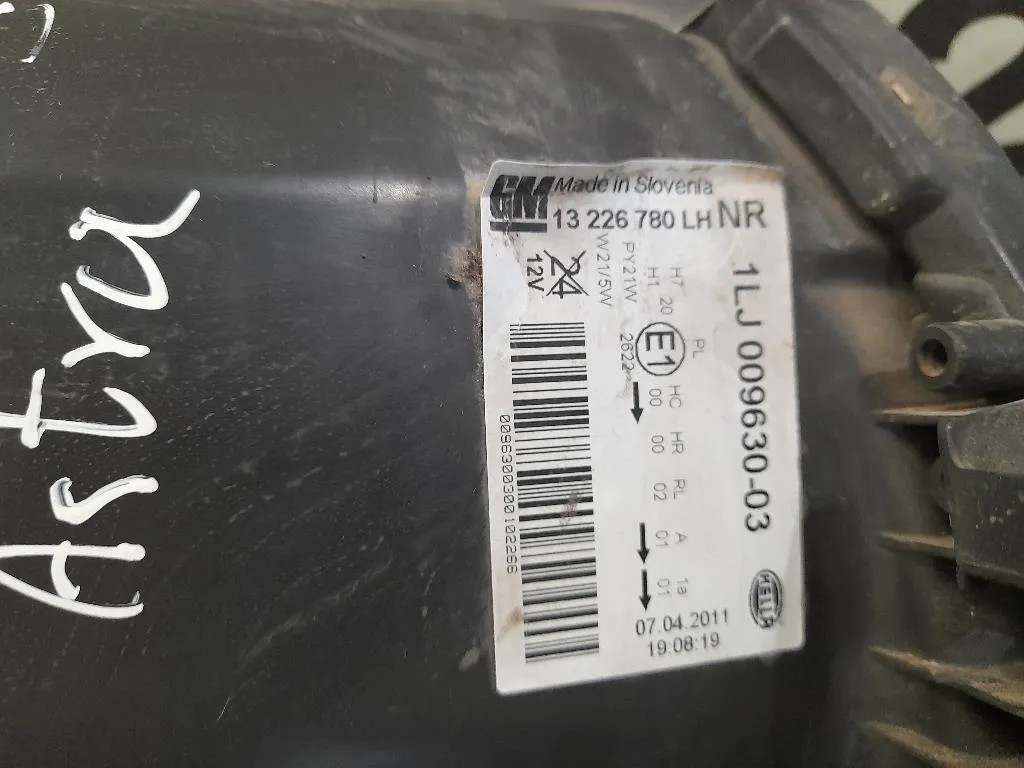 Astra
GM Made in Slovenia
13 226 780 LH NR
1LJ 009630-03
24
12V
H7
H1 20 PL
PY21W
W21/5W
E1
2622
HC HR RL A 1a
00 00 02 01 01
0096300300102266
07.04.2011
19:08:19
HELLA